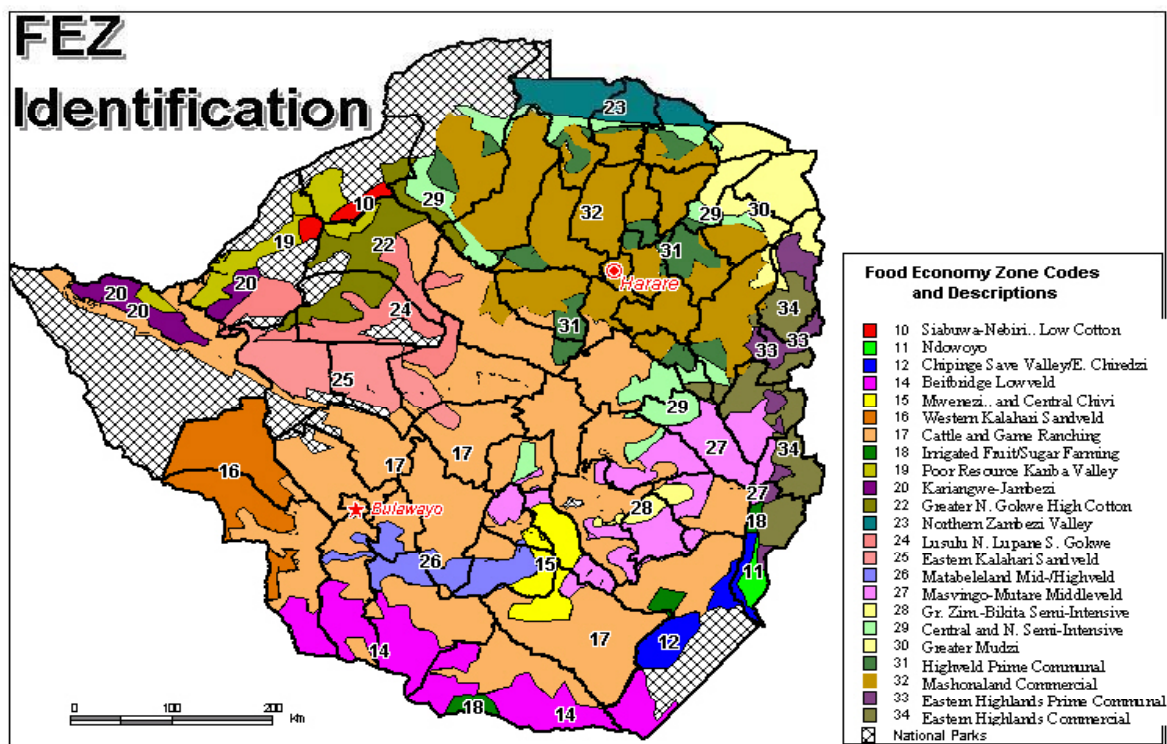 FEZ
Identification
23
10
29
32
29
30
19
22
31
20
20
20
Harare
34
24
31
33
33
25
29
27
34
17
17
16
27
28
18
Bulawayo
26
15
11
17
12
14
18
14
0 200 km
Food Economy Zone Codes
and Descriptions
10 Siabuwa-Nebiri.. Low Cotton
11 Ndowoyo
12 Chipinge Save Valley/E. Chiredzi
14 Beitbridge Lowveld
15 Mwenezi.. and Central Chivi
16 Western Kalahari Sandveld
17 Cattle and Game Ranching
18 Irrigated Fruit/Sugar Farming
19 Poor Resource Kariba Valley
20 Kariangwe-Jambezi
22 Greater N. Gokwe High Cotton
23 Northern Zambezi Valley
24 Lusulu N. Lupane S. Gokwe
25 Eastern Kalahari Sandveld
26 Matabeleland Mid-/Highveld
27 Masvingo-Mutare Middleveld
28 Gr. Zim.-Bikita Semi-Intensive
29 Central and N. Semi-Intensive
30 Greater Mudzi
31 Highveld Prime Communal
32 Mashonaland Commercial
33 Eastern Highlands Prime Communal
34 Eastern Highlands Commercial
National Parks